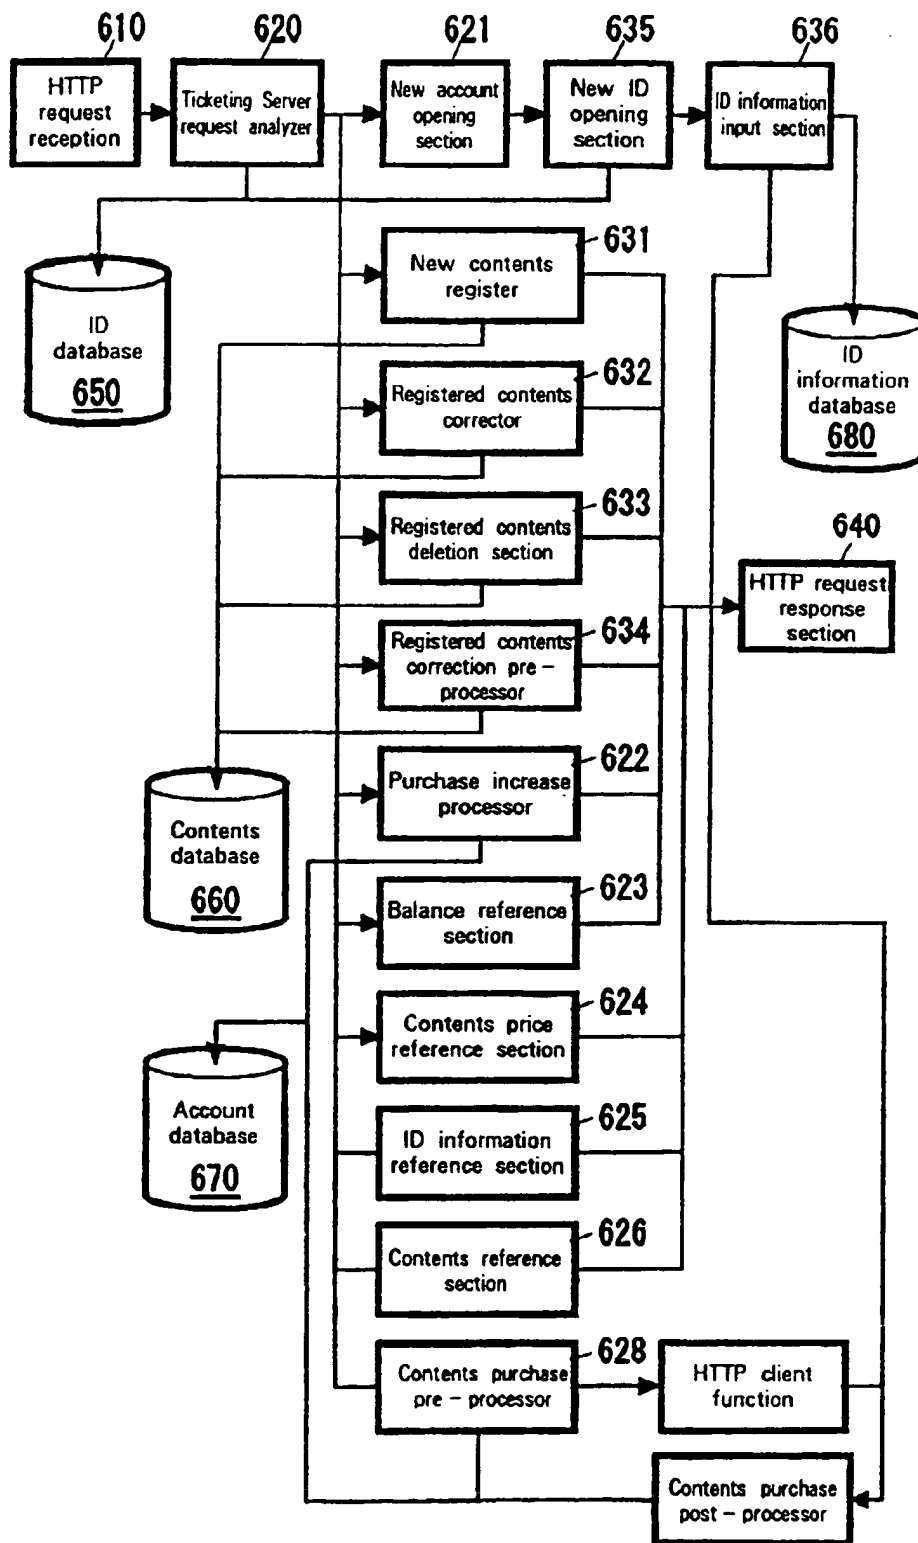 610
620
621
635
636
HTTP
request
reception
Ticketing Server
request analyzer
New account
opening
section
New ID
opening
section
ID information
input section
631
New contents
register
ID
database
650
632
Registered contents
corrector
ID
information
database
680
633
Registered contents
deletion section
640
HTTP request
response
section
634
Registered contents
correction pre-
processor
622
Purchase increase
processor
Contents
database
660
623
Balance reference
section
624
Contents price
reference section
Account
database
670
625
ID information
reference section
626
Contents reference
section
628
Contents purchase
pre-processor
HTTP client
function
Contents purchase
post-processor